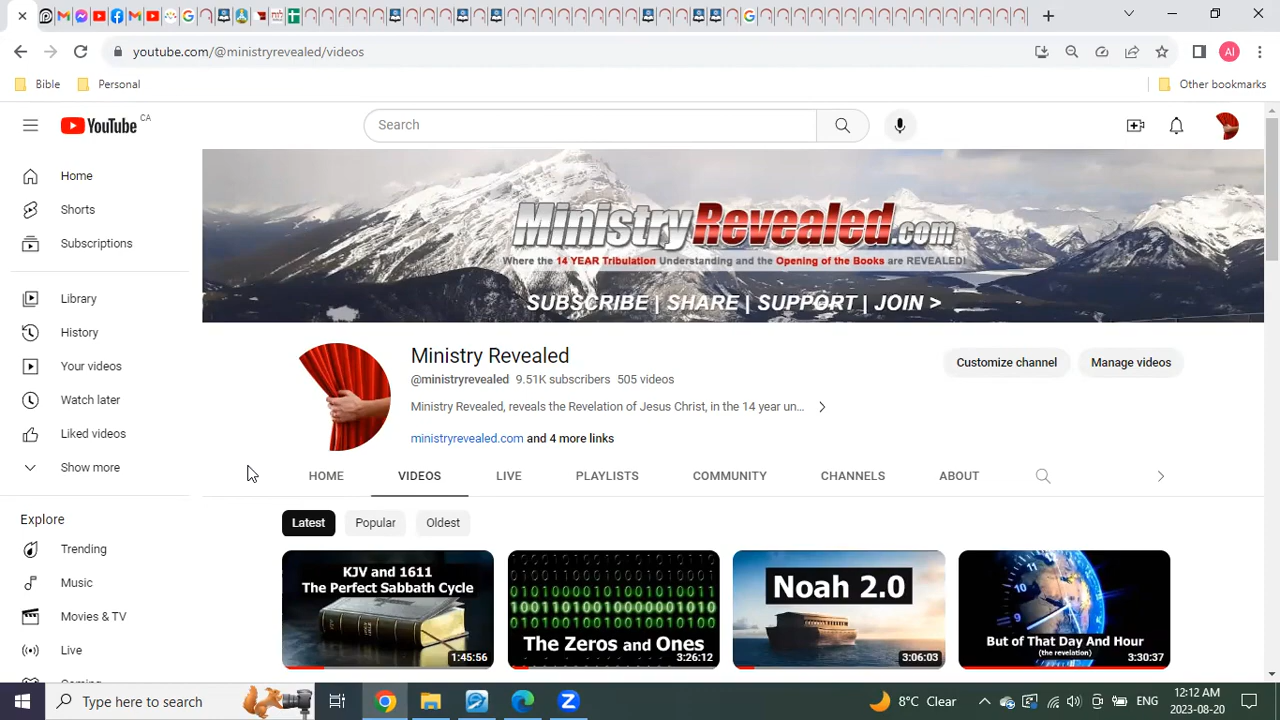 youtube.com/@ministryrevealed/videos
AI
Bible
Personal
Other bookmarks
YouTube CA
Search
Home
Shorts
Subscriptions
Library
History
Your videos
Watch later
Liked videos
Show more
Explore
Trending
Music
Movies & TV
Live
MinistryRevealed.com
Where the 14 YEAR Tribulation Understanding and the Opening of the Books are REVEALED!
SUBSCRIBE | SHARE | SUPPORT | JOIN >
Ministry Revealed
@ministryrevealed 9.51K subscribers 505 videos
Ministry Revealed, reveals the Revelation of Jesus Christ, in the 14 year un...
ministryrevealed.com and 4 more links
Customize channel
Manage videos
HOME
VIDEOS
LIVE
PLAYLISTS
COMMUNITY
CHANNELS
ABOUT
Latest
Popular
Oldest
KJV and 1611
The Perfect Sabbath Cycle
1:45:56
The Zeros and Ones
3:26:12
Noah 2.0
3:06:03
But of That Day And Hour
(the revelation)
3:30:37
Type here to search
8°C Clear
ENG
12:12 AM
2023-08-20